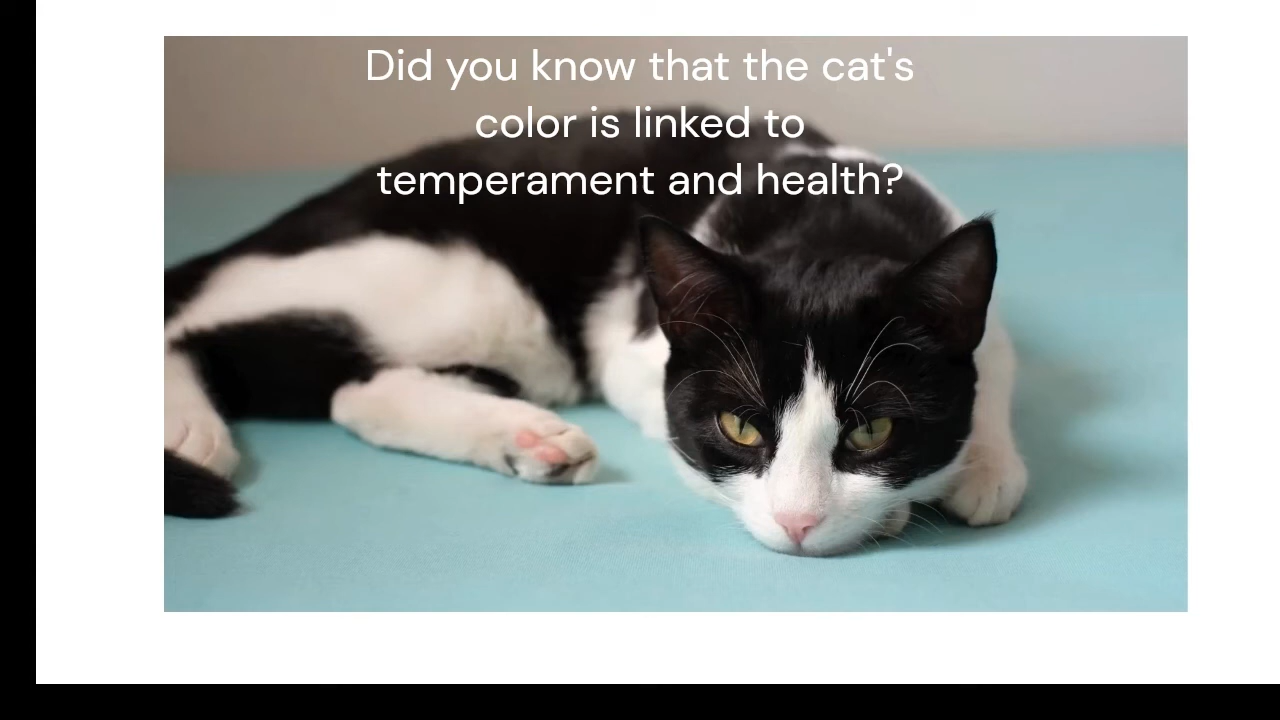 Did you know that the cat's
color is linked to
temperament and health?